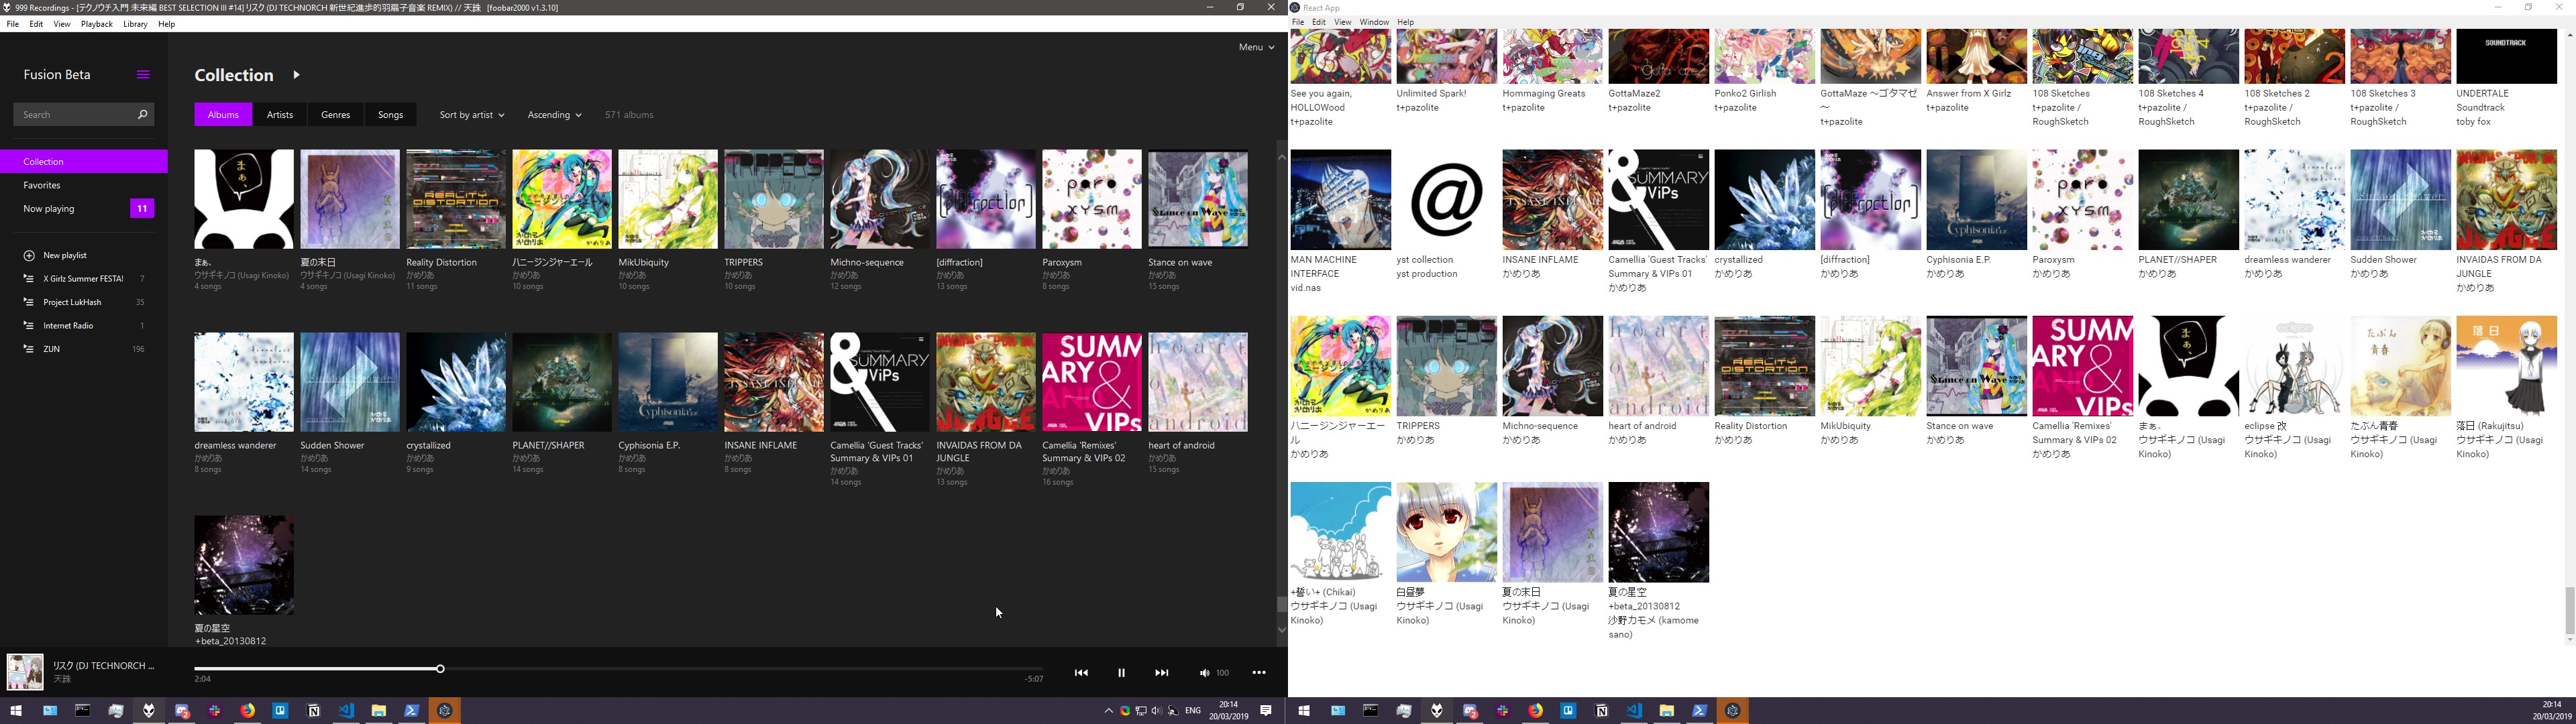 999 Recordings - [テクノウチ入門 未来編 BEST SELECTION III #14] リスク (DJ TECHNORCH 新世紀進歩的羽扇子音楽 REMIX) // 天誅 [foobar2000 v1.3.10]
File Edit View Playback Library Help
Menu
Fusion Beta
Search
Collection
Favorites
Now playing 11
New playlist
X Girlz Summer FESTA! 7
Project LukHash 35
Internet Radio 1
ZUN 196
Collection
Albums Artists Genres Songs Sort by artist Ascending 571 albums
まぁ、 夏の末日 Reality Distortion ハニージンジャーエール MikUbiquity TRIPPERS Michno-sequence [diffraction] Paroxysm Stance on wave
ウサギキノコ (Usagi Kinoko) ウサギキノコ (Usagi Kinoko) かめりあ かめりあ かめりあ かめりあ かめりあ かめりあ かめりあ かめりあ
4 songs 4 songs 11 songs 10 songs 10 songs 10 songs 12 songs 13 songs 8 songs 15 songs
dreamless wanderer Sudden Shower crystallized PLANET//SHAPER Cyphisonia E.P. INSANE INFLAME Camellia 'Guest Tracks' Summary & VIPs 01 INVAIDAS FROM DA JUNGLE Camellia 'Remixes' Summary & VIPs 02 heart of android
かめりあ かめりあ かめりあ かめりあ かめりあ かめりあ かめりあ かめりあ かめりあ かめりあ
8 songs 14 songs 9 songs 14 songs 8 songs 8 songs 14 songs 13 songs 16 songs 15 songs
夏の星空
+beta_20130812
リスク (DJ TECHNORCH ...
天誅
2:04 -5:07
100
ENG
20:14
20/03/2019
React App
File Edit View Window Help
SOUNDTRACK
See you again, HOLLOWood Unlimited Spark! Hommaging Greats GottaMaze2 Ponko2 Girlish GottaMaze 〜ゴタマゼ〜 Answer from X Girlz 108 Sketches 108 Sketches 4 108 Sketches 2 108 Sketches 3 UNDERTALE Soundtrack
t+pazolite t+pazolite t+pazolite t+pazolite t+pazolite t+pazolite t+pazolite t+pazolite / RoughSketch t+pazolite / RoughSketch t+pazolite / RoughSketch t+pazolite / RoughSketch toby fox
MAN MACHINE INTERFACE yst collection INSANE INFLAME Camellia 'Guest Tracks' Summary & VIPs 01 crystallized [diffraction] Cyphisonia E.P. Paroxysm PLANET//SHAPER dreamless wanderer Sudden Shower INVAIDAS FROM DA JUNGLE
vid.nas yst production かめりあ かめりあ かめりあ かめりあ かめりあ かめりあ かめりあ かめりあ かめりあ かめりあ
ハニージンジャーエール TRIPPERS Michno-sequence heart of android Reality Distortion MikUbiquity Stance on wave Camellia 'Remixes' Summary & VIPs 02 まぁ、 eclipse 改 たぶん青春 落日 (Rakujitsu)
かめりあ かめりあ かめりあ かめりあ かめりあ かめりあ かめりあ かめりあ ウサギキノコ (Usagi Kinoko) ウサギキノコ (Usagi Kinoko) ウサギキノコ (Usagi Kinoko) ウサギキノコ (Usagi Kinoko)
+誓い+ (Chikai) 白昼夢 夏の末日 夏の星空 +beta_20130812
ウサギキノコ (Usagi Kinoko) ウサギキノコ (Usagi Kinoko) ウサギキノコ (Usagi Kinoko) 沙野カモメ (kamome sano)
20:14
20/03/2019